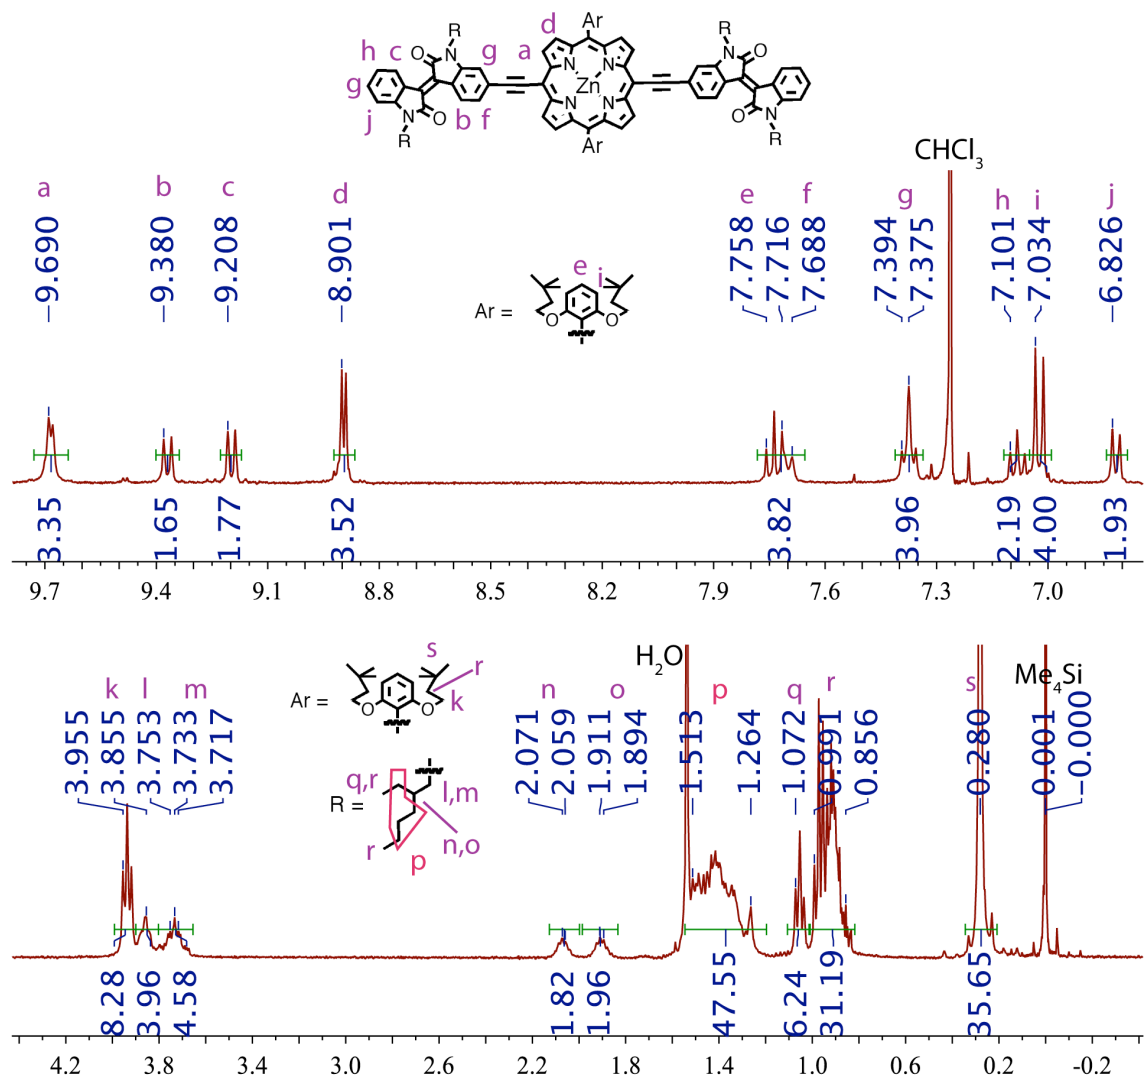 Ar
d
R
R
N
O
O
h c
g
a
g
N
N
Zn
N
N
N
O
O
j
N
R
b f
Ar
N
R
CHCl3
a
b
c
d
e
f
g
h
i
j
9.690
9.380
9.208
8.901
7.758
7.716
7.688
7.394
7.375
7.101
7.034
6.826
e
i
Ar =
O
O
3.35
1.65
1.77
3.52
3.82
3.96
2.19
4.00
1.93
9.7
9.4
9.1
8.8
8.5
8.2
7.9
7.6
7.3
7.0
s
r
Ar =
O
O
k
H2O
Me4Si
k
l
m
n
o
p
q
r
s
3.955
3.855
3.753
3.733
3.717
2.071
2.059
1.911
1.894
1.513
1.264
1.072
0.991
0.856
0.280
0.001
-0.000
q,r
l,m
R =
n,o
r
p
8.28
3.96
4.58
1.82
1.96
47.55
6.24
31.19
35.65
4.2
3.8
3.4
3.0
2.6
2.2
1.8
1.4
1.0
0.6
0.2
-0.2